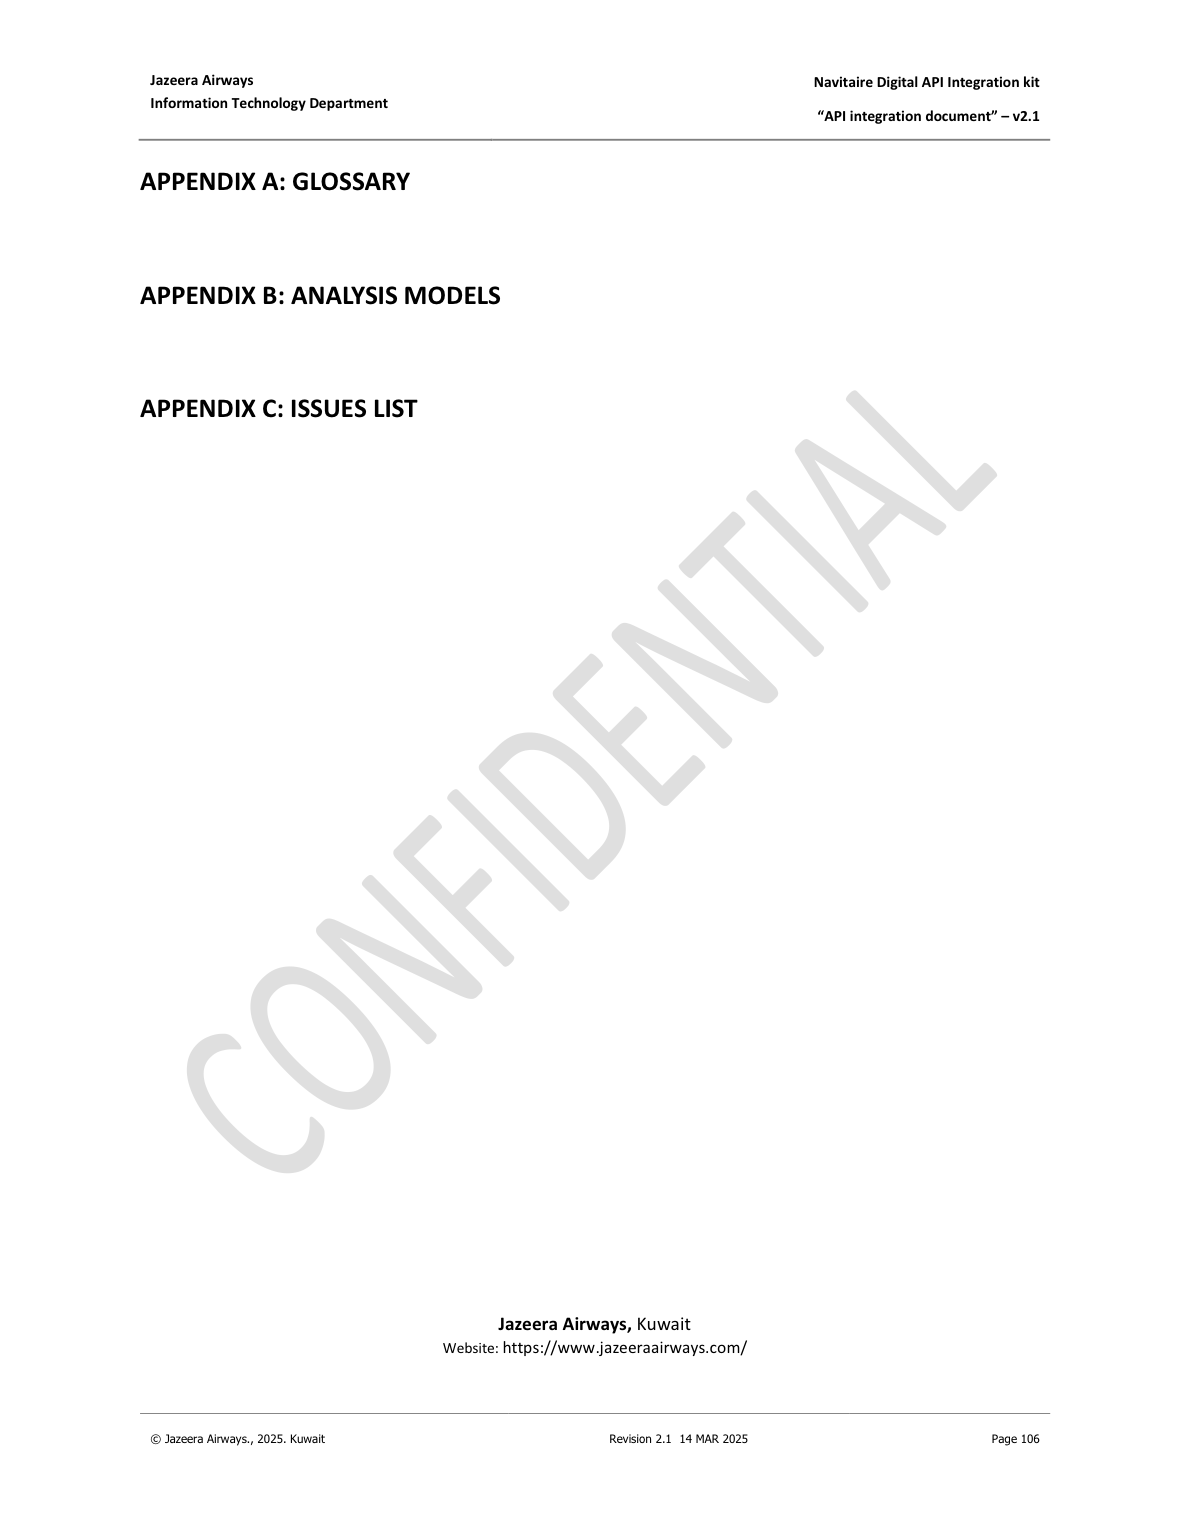 Jazeera Airways
Information Technology Department
Navitaire Digital API Integration kit
“API integration document” – v2.1
APPENDIX A: GLOSSARY
APPENDIX B: ANALYSIS MODELS
APPENDIX C: ISSUES LIST
CONFIDENTIAL
Jazeera Airways, Kuwait
Website: https://www.jazeeraairways.com/
© Jazeera Airways., 2025. Kuwait
Revision 2.1  14 MAR 2025
Page 106